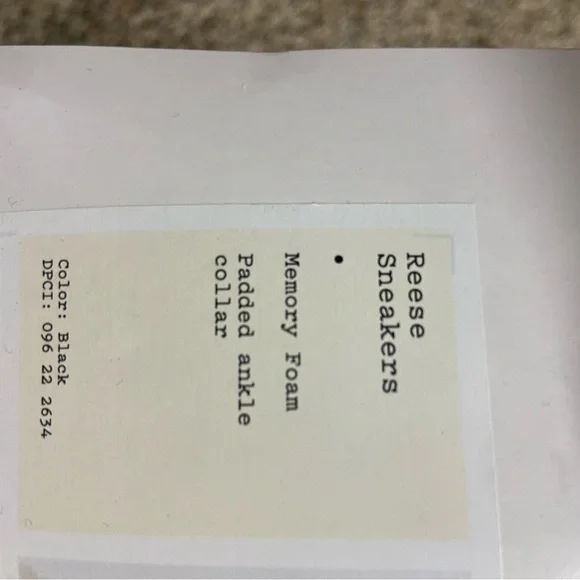 Reese
Sneakers
•
Memory Foam
Padded ankle
collar
Color: Black
DPCI: 096 22 2634